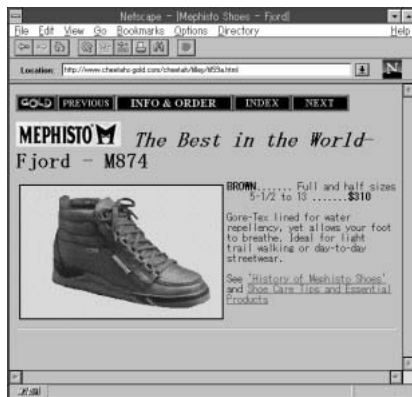 Netscape - [Mephisto Shoes - Fjord]
File Edit View Go Bookmarks Options Directory Help
Location: http://www.cheetahs-gold.com/cheetah/
N
GOLD PREVIOUS INFO & ORDER INDEX NEXT
MEPHISTO M The Best in the World-
Fjord - M874
BROWN....... Full and half sizes
5-1/2 to 13 .......$310
Gore-Tex lined for water
repellency, yet allows your foot
to breathe. Ideal for light
trail walking or day-to-day
streetwear.
See 'History of Mephisto Shoes'
and Shoe Care Tips and Essential
Products